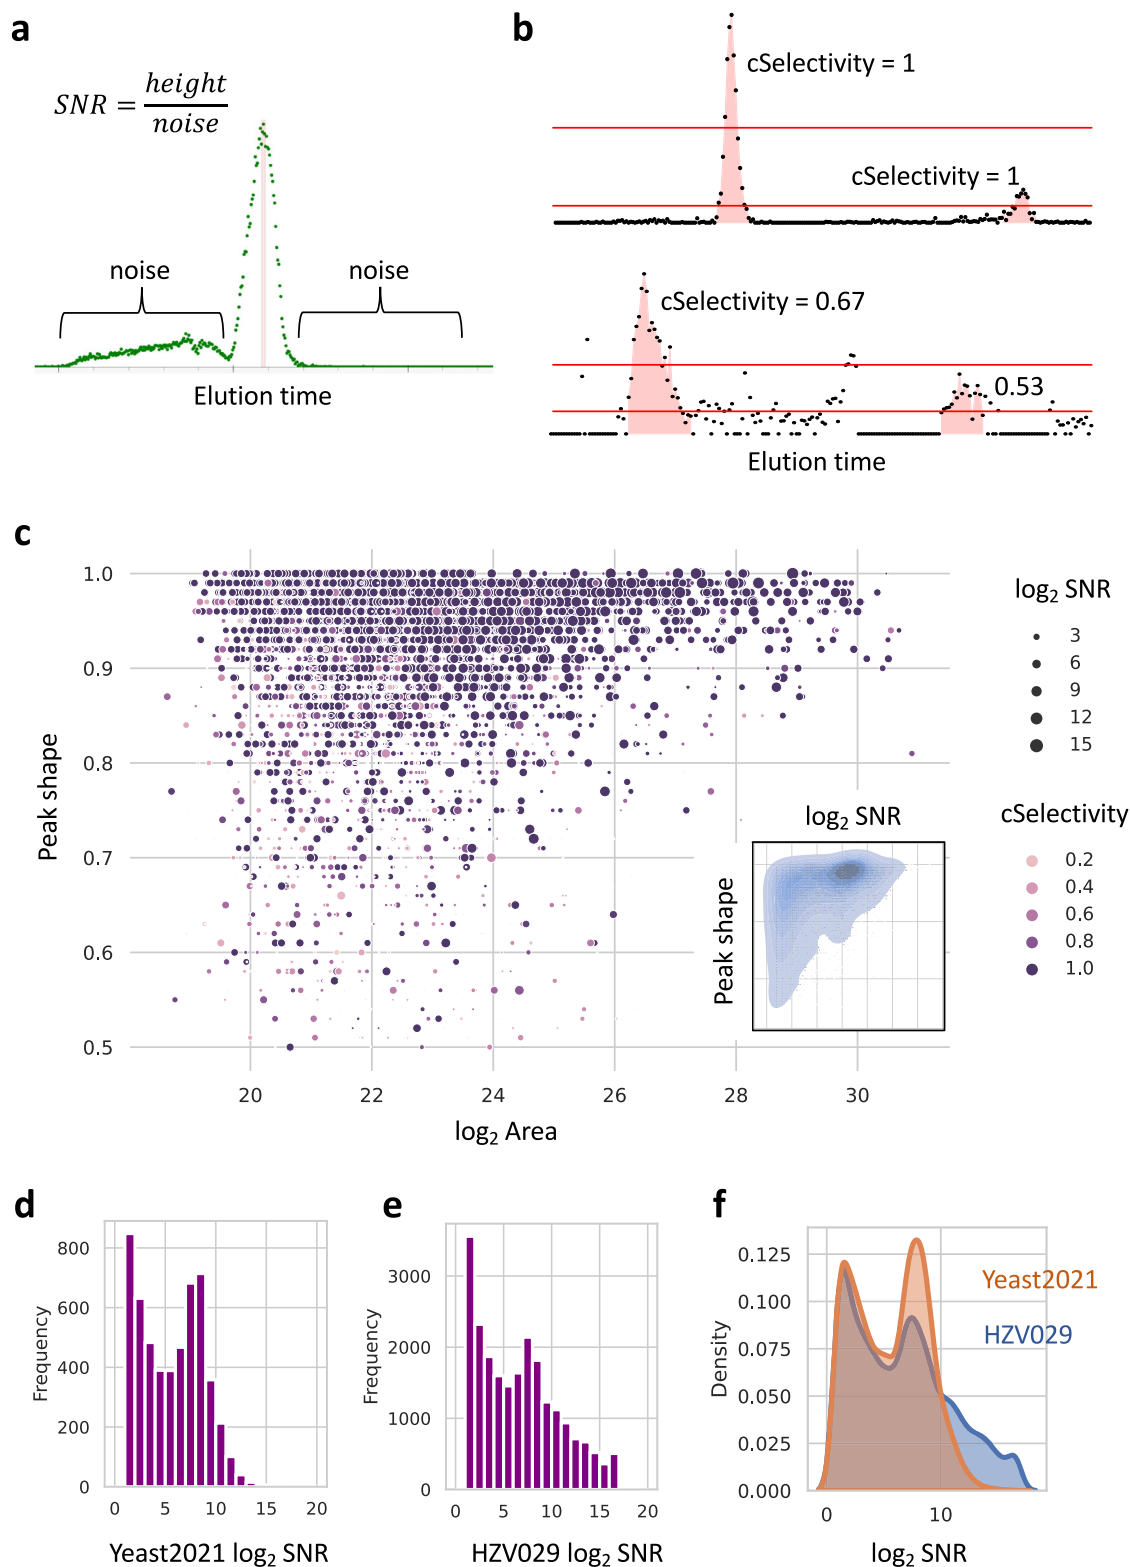 a
SNR = height / noise
noise
noise
Elution time
b
cSelectivity = 1
cSelectivity = 1
cSelectivity = 0.67
0.53
Elution time
c
Peak shape
1.0
0.9
0.8
0.7
0.6
0.5
20
22
24
26
28
30
log₂ Area
log₂ SNR
3
6
9
12
15
cSelectivity
0.2
0.4
0.6
0.8
1.0
log₂ SNR
Peak shape
d
Frequency
800
600
400
200
0
0
5
10
15
20
Yeast2021 log₂ SNR
e
Frequency
3000
2000
1000
0
0
5
10
15
20
HZV029 log₂ SNR
f
Density
0.125
0.100
0.075
0.050
0.025
0.000
Yeast2021
HZV029
0
10
log₂ SNR